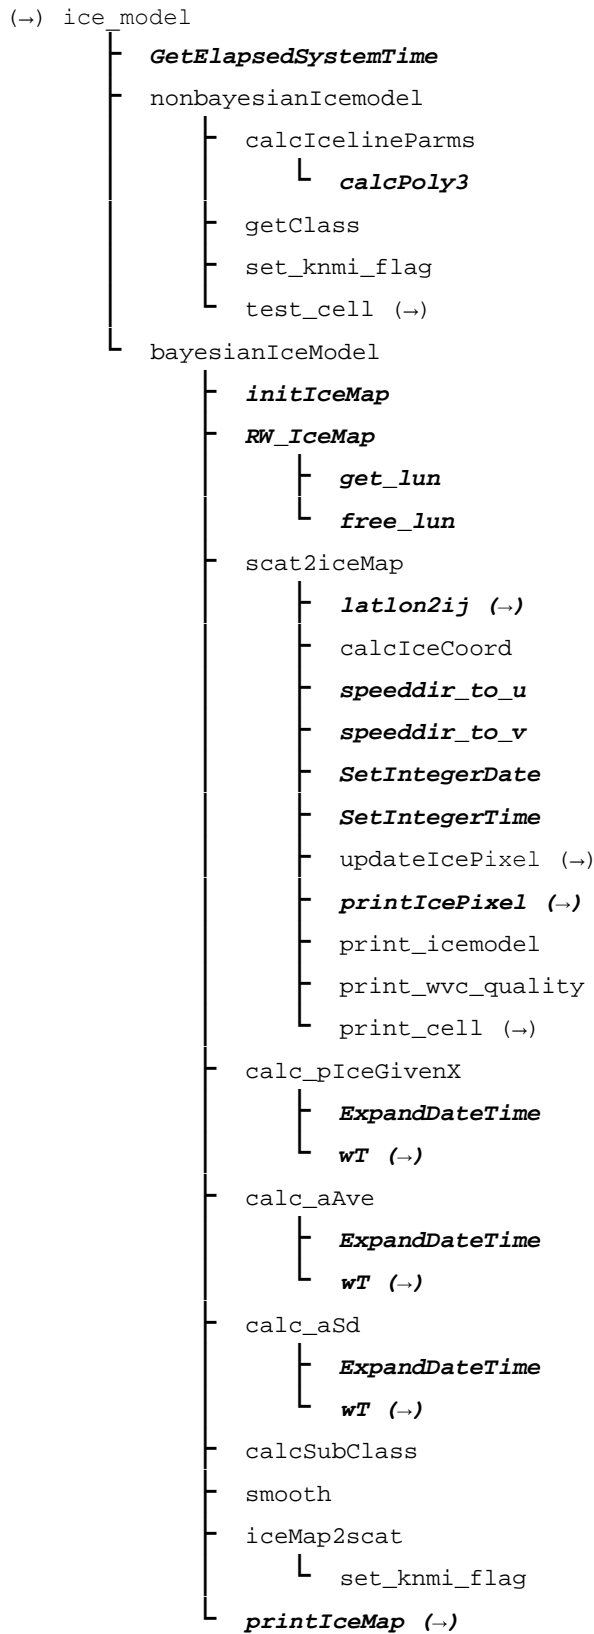 (→) ice_model
GetElapsedSystemTime
nonbayesianIcemodel
calcIcelineParms
calcPoly3
getClass
set_knmi_flag
test_cell (→)
bayesianIceModel
initIceMap
RW_IceMap
get_lun
free_lun
scat2iceMap
latlon2ij (→)
calcIceCoord
speeddir_to_u
speeddir_to_v
SetIntegerDate
SetIntegerTime
updateIcePixel (→)
printIcePixel (→)
print_icemodel
print_wvc_quality
print_cell (→)
calc_pIceGivenX
ExpandDateTime
wT (→)
calc_aAve
ExpandDateTime
wT (→)
calc_aSd
ExpandDateTime
wT (→)
calcSubClass
smooth
iceMap2scat
set_knmi_flag
printIceMap (→)